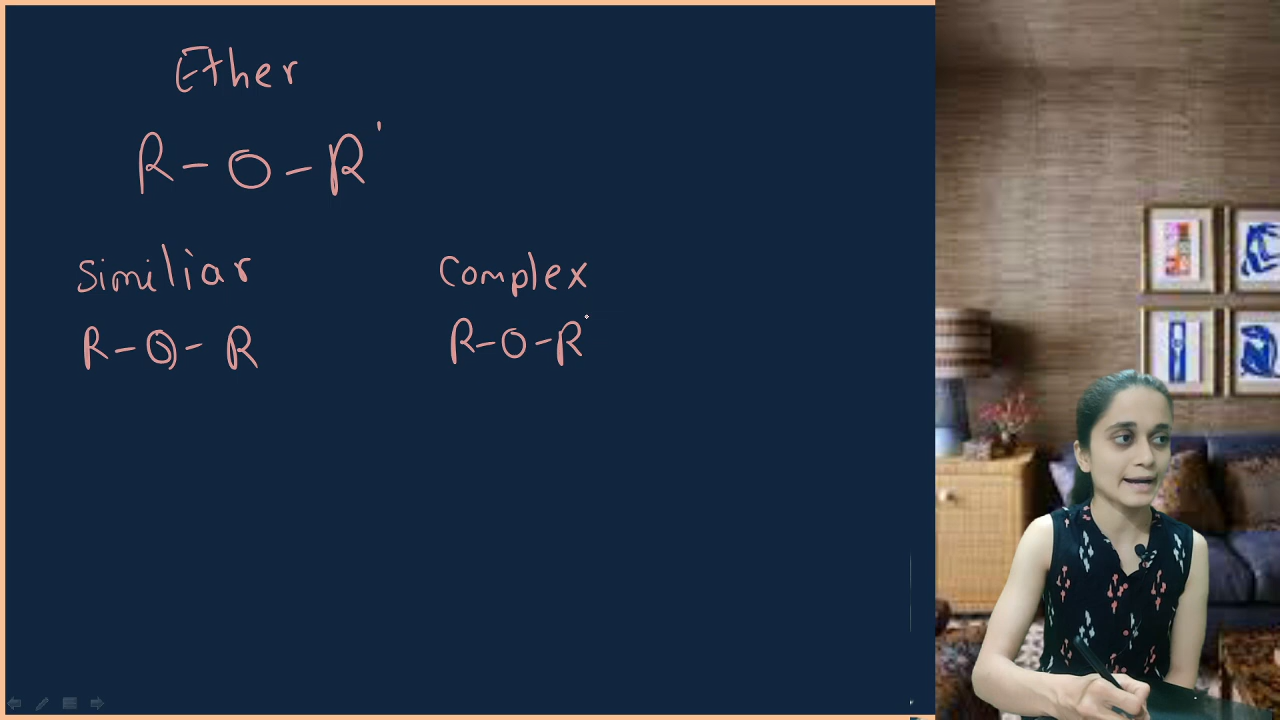 Ether
R - O - R'
Similiar
R - O - R
Complex
R - O - R'